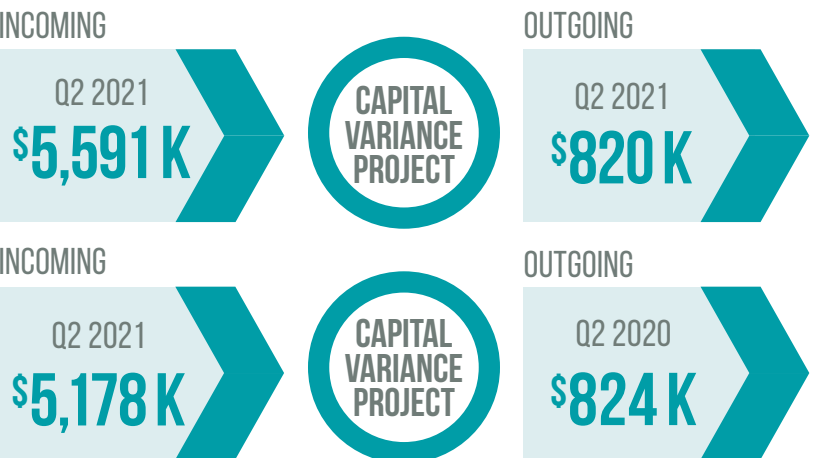 INCOMING
OUTGOING
Q2 2021
$5,591 K
CAPITAL
VARIANCE
PROJECT
Q2 2021
$820 K
INCOMING
OUTGOING
Q2 2021
$5,178 K
CAPITAL
VARIANCE
PROJECT
Q2 2020
$824 K